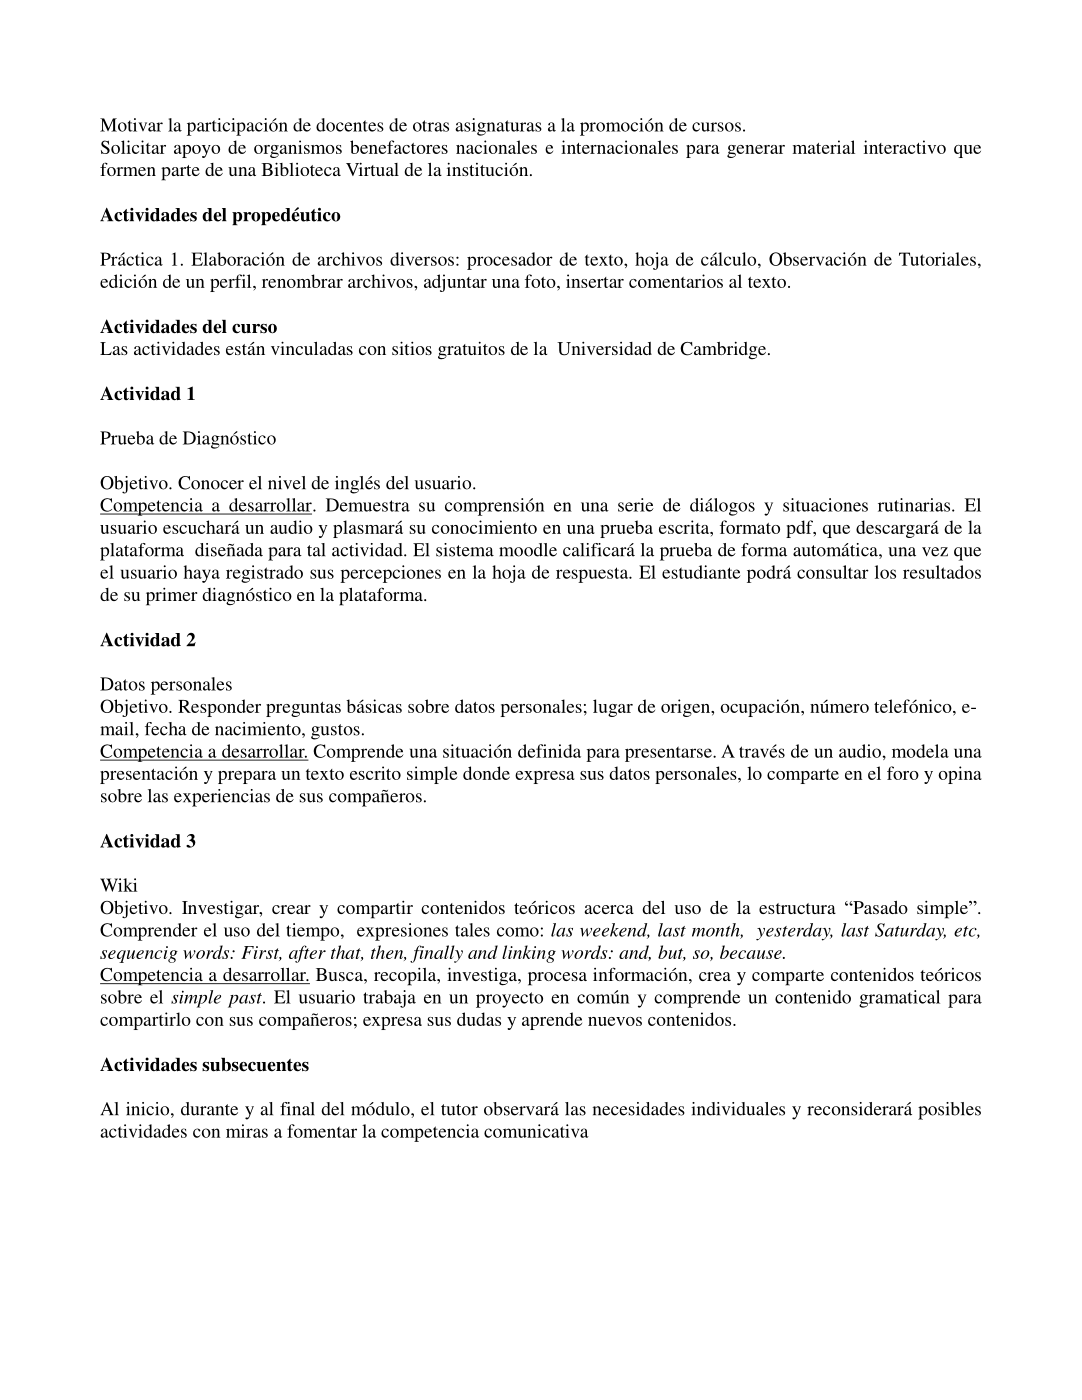 Motivar la participación de docentes de otras asignaturas a la promoción de cursos.
Solicitar apoyo de organismos benefactores nacionales e internacionales para generar material interactivo que
formen parte de una Biblioteca Virtual de la institución.
Actividades del propedéutico
Práctica 1. Elaboración de archivos diversos: procesador de texto, hoja de cálculo, Observación de Tutoriales,
edición de un perfil, renombrar archivos, adjuntar una foto, insertar comentarios al texto.
Actividades del curso
Las actividades están vinculadas con sitios gratuitos de la  Universidad de Cambridge.
Actividad 1
Prueba de Diagnóstico
Objetivo. Conocer el nivel de inglés del usuario.
Competencia a desarrollar. Demuestra su comprensión en una serie de diálogos y situaciones rutinarias. El
usuario escuchará un audio y plasmará su conocimiento en una prueba escrita, formato pdf, que descargará de la
plataforma  diseñada para tal actividad. El sistema moodle calificará la prueba de forma automática, una vez que
el usuario haya registrado sus percepciones en la hoja de respuesta. El estudiante podrá consultar los resultados
de su primer diagnóstico en la plataforma.
Actividad 2
Datos personales
Objetivo. Responder preguntas básicas sobre datos personales; lugar de origen, ocupación, número telefónico, e-
mail, fecha de nacimiento, gustos.
Competencia a desarrollar. Comprende una situación definida para presentarse. A través de un audio, modela una
presentación y prepara un texto escrito simple donde expresa sus datos personales, lo comparte en el foro y opina
sobre las experiencias de sus compañeros.
Actividad 3
Wiki
Objetivo. Investigar, crear y compartir contenidos teóricos acerca del uso de la estructura “Pasado simple”.
Comprender el uso del tiempo,  expresiones tales como: las weekend, last month,  yesterday, last Saturday, etc,
sequencig words: First, after that, then, finally and linking words: and, but, so, because.
Competencia a desarrollar. Busca, recopila, investiga, procesa información, crea y comparte contenidos teóricos
sobre el simple past. El usuario trabaja en un proyecto en común y comprende un contenido gramatical para
compartirlo con sus compañeros; expresa sus dudas y aprende nuevos contenidos.
Actividades subsecuentes
Al inicio, durante y al final del módulo, el tutor observará las necesidades individuales y reconsiderará posibles
actividades con miras a fomentar la competencia comunicativa